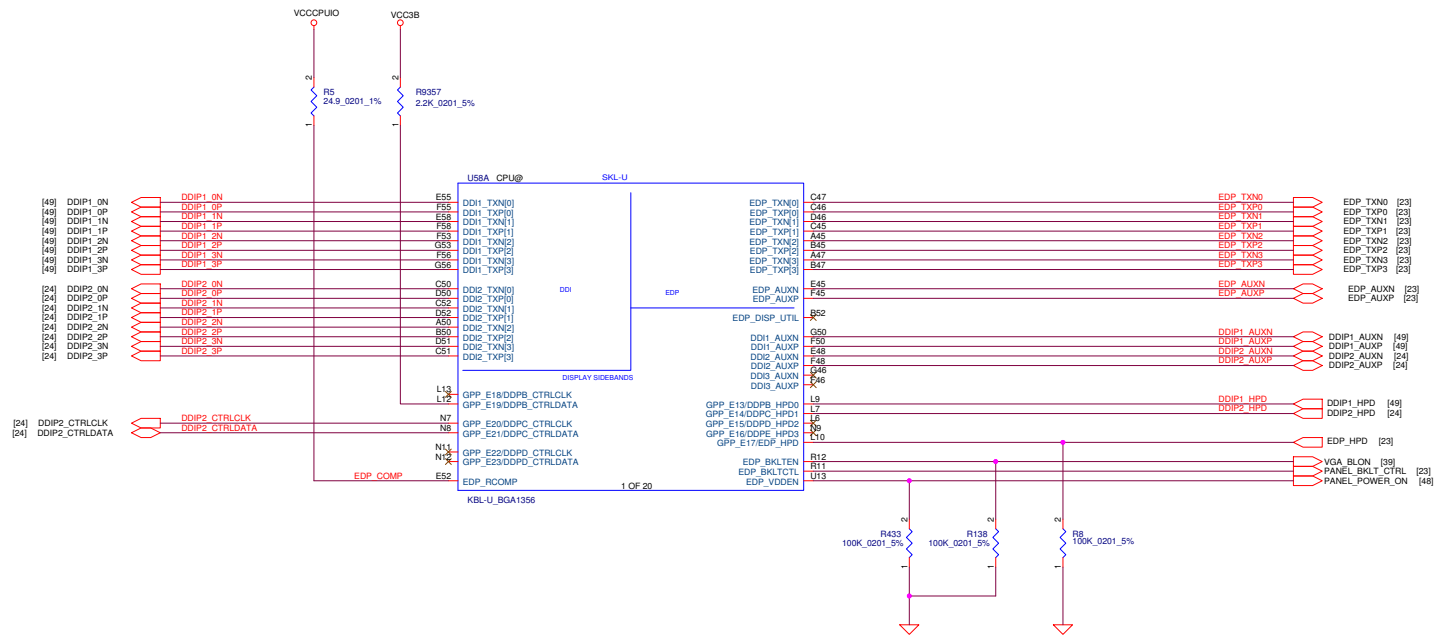 VCCCPUIO VCC3B
2 2
R5 R9357
24.9_0201_1% 2.2K_0201_5%
1 1
U58A CPU@ SKL-U
[49] DDIP1_0N DDIP1_0N E55 DDI1_TXN[0] EDP_TXN[0] C47 EDP_TXN0 EDP_TXN0 [23]
[49] DDIP1_0P DDIP1_0P F55 DDI1_TXP[0] EDP_TXP[0] C46 EDP_TXP0 EDP_TXP0 [23]
[49] DDIP1_1N DDIP1_1N E58 DDI1_TXN[1] EDP_TXN[1] D46 EDP_TXN1 EDP_TXN1 [23]
[49] DDIP1_1P DDIP1_1P F58 DDI1_TXP[1] EDP_TXP[1] C45 EDP_TXP1 EDP_TXP1 [23]
[49] DDIP1_2N DDIP1_2N F53 DDI1_TXN[2] EDP_TXN[2] A45 EDP_TXN2 EDP_TXN2 [23]
[49] DDIP1_2P DDIP1_2P G53 DDI1_TXP[2] EDP_TXP[2] B45 EDP_TXP2 EDP_TXP2 [23]
[49] DDIP1_3N DDIP1_3N F56 DDI1_TXN[3] EDP_TXN[3] A47 EDP_TXN3 EDP_TXN3 [23]
[49] DDIP1_3P DDIP1_3P G56 DDI1_TXP[3] EDP_TXP[3] B47 EDP_TXP3 EDP_TXP3 [23]
[24] DDIP2_0N DDIP2_0N C50 DDI2_TXN[0] DDI EDP EDP_AUXN E45 EDP_AUXN EDP_AUXN [23]
[24] DDIP2_0P DDIP2_0P D50 DDI2_TXP[0] EDP_AUXP F45 EDP_AUXP EDP_AUXP [23]
[24] DDIP2_1N DDIP2_1N C52 DDI2_TXN[1]
[24] DDIP2_1P DDIP2_1P D52 DDI2_TXP[1] EDP_DISP_UTIL B52
[24] DDIP2_2N DDIP2_2N A50 DDI2_TXN[2]
[24] DDIP2_2P DDIP2_2P B50 DDI2_TXP[2] DDI1_AUXN G50 DDIP1_AUXN DDIP1_AUXN [49]
[24] DDIP2_3N DDIP2_3N D51 DDI2_TXN[3] DDI1_AUXP F50 DDIP1_AUXP DDIP1_AUXP [49]
[24] DDIP2_3P DDIP2_3P C51 DDI2_TXP[3] DDI2_AUXN E48 DDIP2_AUXN DDIP2_AUXN [24]
DDI2_AUXP F48 DDIP2_AUXP DDIP2_AUXP [24]
DISPLAY SIDEBANDS DDI3_AUXN G46
DDI3_AUXP F46
L13 GPP_E18/DDPB_CTRLCLK
L12 GPP_E19/DDPB_CTRLDATA GPP_E13/DDPB_HPD0 L9 DDIP1_HPD DDIP1_HPD [49]
GPP_E14/DDPC_HPD1 L7 DDIP2_HPD DDIP2_HPD [24]
[24] DDIP2_CTRLCLK DDIP2_CTRLCLK N7 GPP_E20/DDPC_CTRLCLK GPP_E15/DDPD_HPD2 L6
[24] DDIP2_CTRLDATA DDIP2_CTRLDATA N8 GPP_E21/DDPC_CTRLDATA GPP_E16/DDPE_HPD3 N9
GPP_E17/EDP_HPD L10 EDP_HPD [23]
N11 GPP_E22/DDPD_CTRLCLK
N12 GPP_E23/DDPD_CTRLDATA EDP_BKLTEN R12 VGA_BLON [39]
EDP_BKLTCTL R11 PANEL_BKLT_CTRL [23]
EDP_COMP E52 EDP_RCOMP EDP_VDDEN U13 PANEL_POWER_ON [48]
1 OF 20
KBL-U_BGA1356
2 2 2
R433 R138 R8
100K_0201_5% 100K_0201_5% 100K_0201_5%
1 1 1